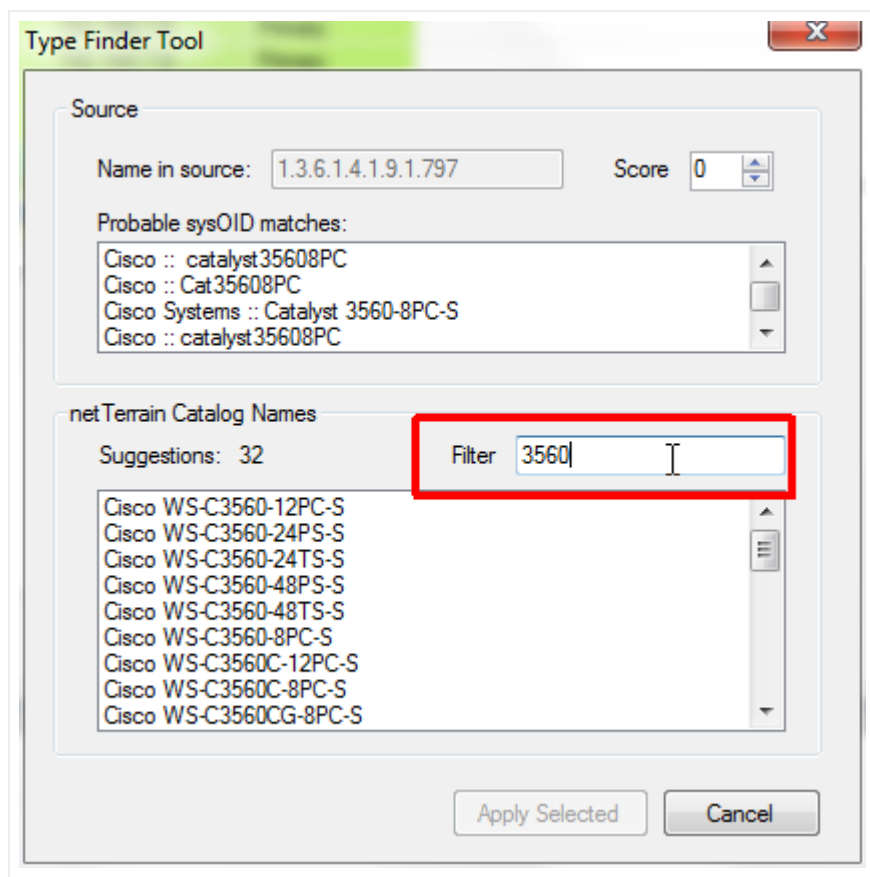 Type Finder Tool
Source
Name in source: 1.3.6.1.4.1.9.1.797 Score 0
Probable sysOID matches:
Cisco :: catalyst35608PC
Cisco :: Cat35608PC
Cisco Systems :: Catalyst 3560-8PC-S
Cisco :: catalyst35608PC
netTerrain Catalog Names
Suggestions: 32 Filter 3560
Cisco WS-C3560-12PC-S
Cisco WS-C3560-24PS-S
Cisco WS-C3560-24TS-S
Cisco WS-C3560-48PS-S
Cisco WS-C3560-48TS-S
Cisco WS-C3560-8PC-S
Cisco WS-C3560C-12PC-S
Cisco WS-C3560C-8PC-S
Cisco WS-C3560CG-8PC-S
Apply Selected Cancel